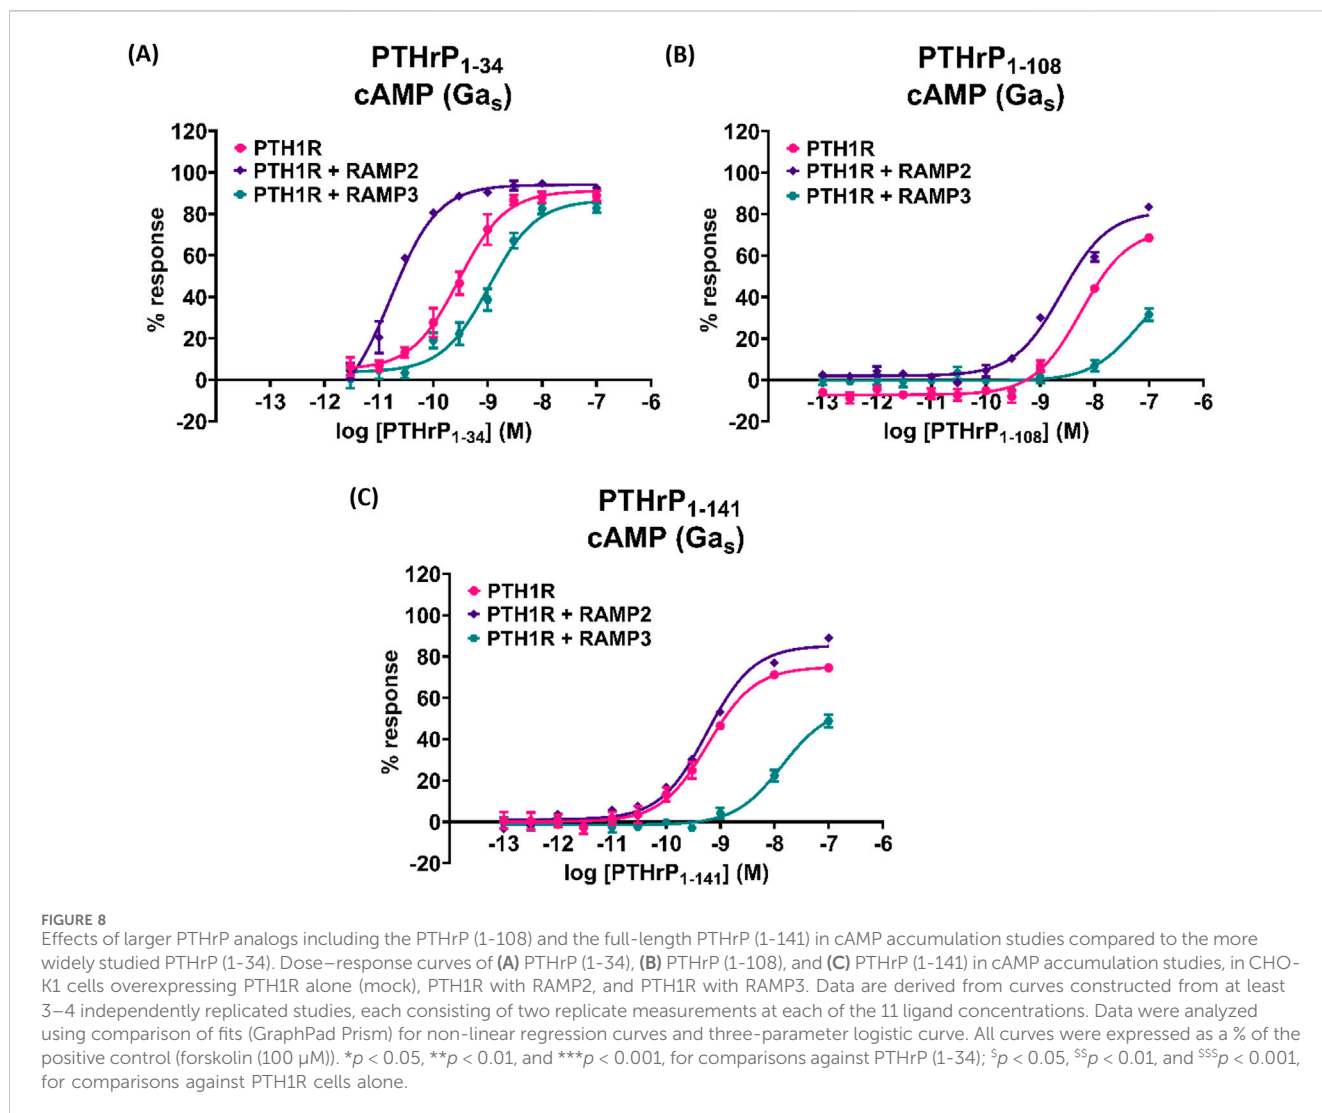 (A)
PTHrP1-34
cAMP (Gas)
120
100
80
60
40
20
0
-20
% response
PTH1R
PTH1R + RAMP2
PTH1R + RAMP3
-13 -12 -11 -10 -9 -8 -7 -6
log [PTHrP1-34] (M)
(B)
PTHrP1-108
cAMP (Gas)
120
100
80
60
40
20
0
-20
% response
PTH1R
PTH1R + RAMP2
PTH1R + RAMP3
-13 -12 -11 -10 -9 -8 -7 -6
log [PTHrP1-108] (M)
(C)
PTHrP1-141
cAMP (Gas)
120
100
80
60
40
20
0
-20
% response
PTH1R
PTH1R + RAMP2
PTH1R + RAMP3
-13 -12 -11 -10 -9 -8 -7 -6
log [PTHrP1-141] (M)
FIGURE 8
Effects of larger PTHrP analogs including the PTHrP (1-108) and the full-length PTHrP (1-141) in cAMP accumulation studies compared to the more
widely studied PTHrP (1-34). Dose–response curves of (A) PTHrP (1-34), (B) PTHrP (1-108), and (C) PTHrP (1-141) in cAMP accumulation studies, in CHO-
K1 cells overexpressing PTH1R alone (mock), PTH1R with RAMP2, and PTH1R with RAMP3. Data are derived from curves constructed from at least
3–4 independently replicated studies, each consisting of two replicate measurements at each of the 11 ligand concentrations. Data were analyzed
using comparison of fits (GraphPad Prism) for non-linear regression curves and three-parameter logistic curve. All curves were expressed as a % of the
positive control (forskolin (100 μM)). *p < 0.05, **p < 0.01, and ***p < 0.001, for comparisons against PTHrP (1-34); $p < 0.05, $$p < 0.01, and $$$p < 0.001,
for comparisons against PTH1R cells alone.